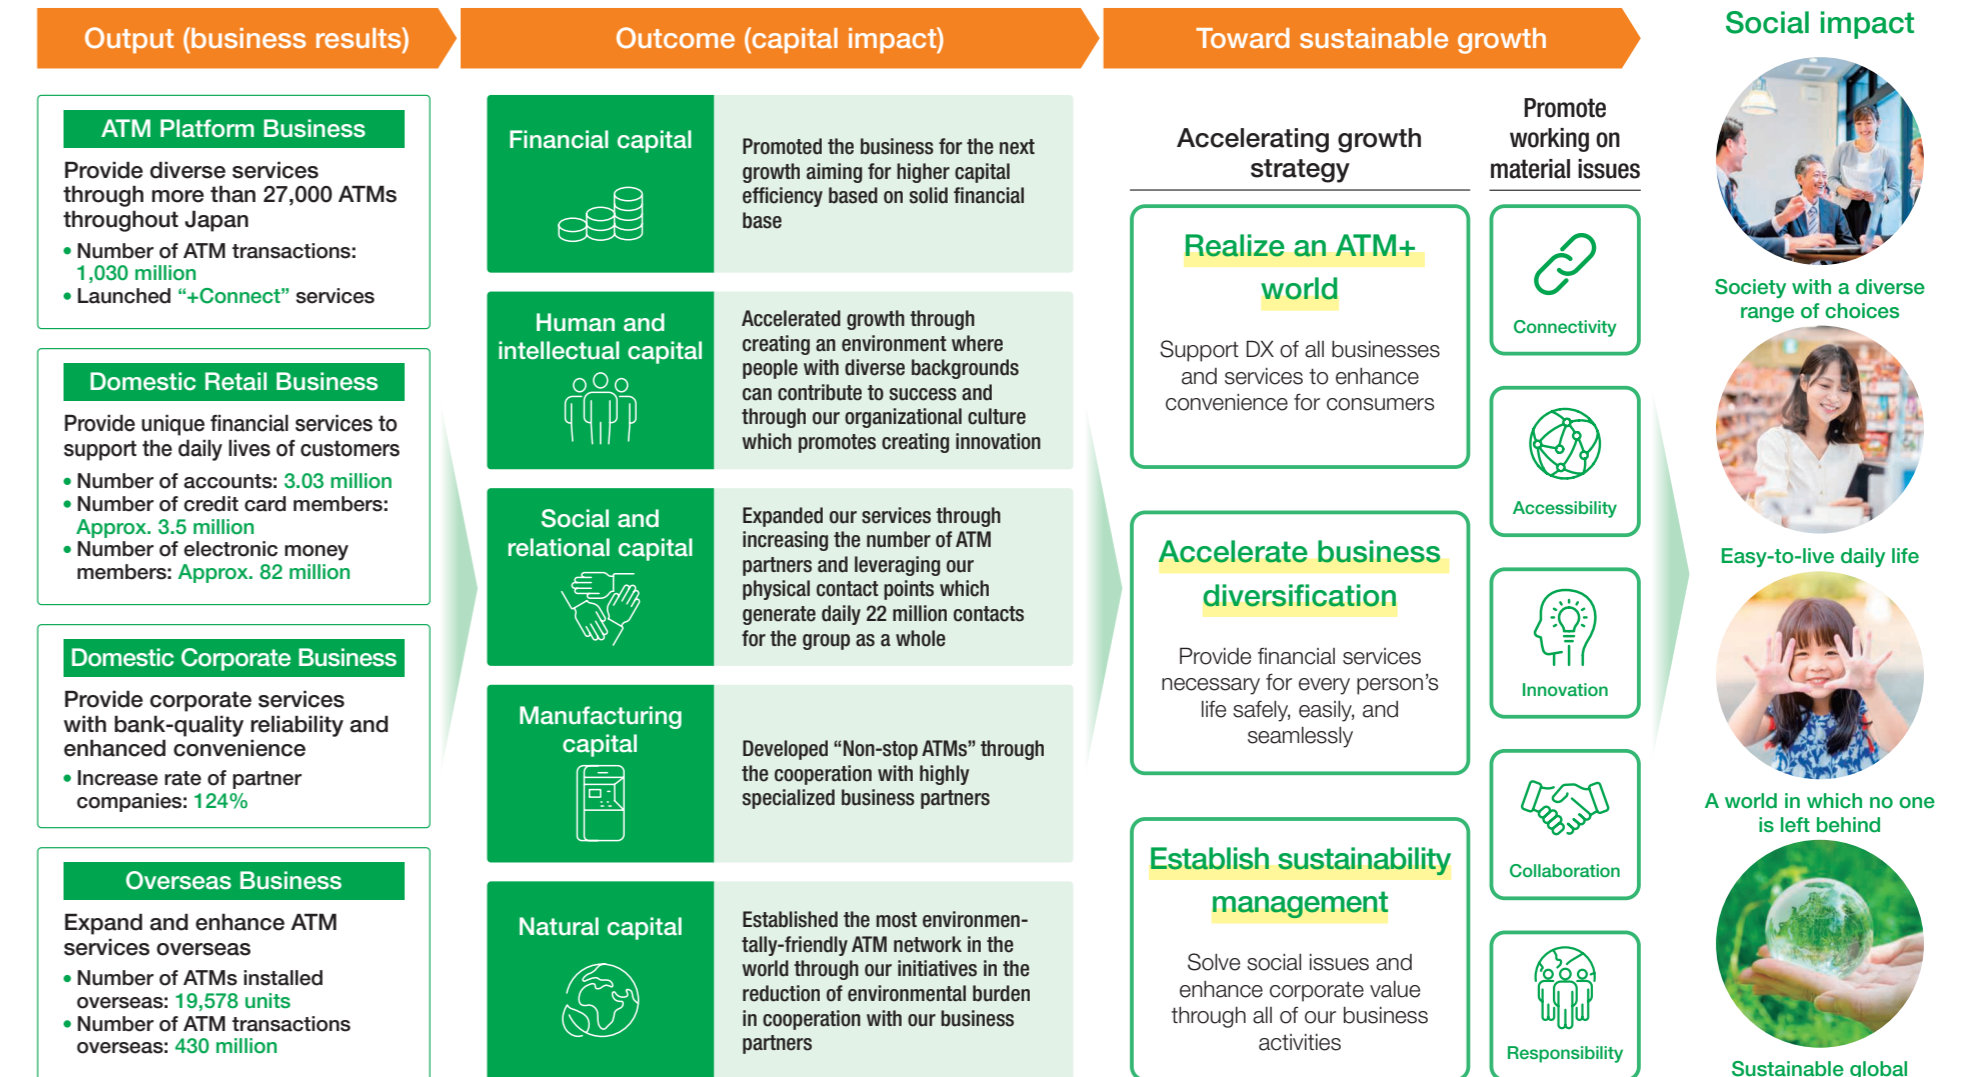 Output (business results)
Outcome (capital impact)
Toward sustainable growth
Social impact
ATM Platform Business
Provide diverse services
through more than 27,000 ATMs
throughout Japan
• Number of ATM transactions:
1,030 million
• Launched “+Connect” services
Domestic Retail Business
Provide unique financial services to
support the daily lives of customers
• Number of accounts: 3.03 million
• Number of credit card members:
Approx. 3.5 million
• Number of electronic money
members: Approx. 82 million
Domestic Corporate Business
Provide corporate services
with bank-quality reliability and
enhanced convenience
• Increase rate of partner
companies: 124%
Overseas Business
Expand and enhance ATM
services overseas
• Number of ATMs installed
overseas: 19,578 units
• Number of ATM transactions
overseas: 430 million
Financial capital
Promoted the business for the next
growth aiming for higher capital
efficiency based on solid financial
base
Human and
intellectual capital
Accelerated growth through
creating an environment where
people with diverse backgrounds
can contribute to success and
through our organizational culture
which promotes creating innovation
Social and
relational capital
Expanded our services through
increasing the number of ATM
partners and leveraging our
physical contact points which
generate daily 22 million contacts
for the group as a whole
Manufacturing
capital
Developed “Non-stop ATMs” through
the cooperation with highly
specialized business partners
Natural capital
Established the most environmen-
tally-friendly ATM network in the
world through our initiatives in the
reduction of environmental burden
in cooperation with our business
partners
Accelerating growth
strategy
Realize an ATM+
world
Support DX of all businesses
and services to enhance
convenience for consumers
Accelerate business
diversification
Provide financial services
necessary for every person’s
life safely, easily, and
seamlessly
Establish sustainability
management
Solve social issues and
enhance corporate value
through all of our business
activities
Promote
working on
material issues
Connectivity
Accessibility
Innovation
Collaboration
Responsibility
Society with a diverse
range of choices
Easy-to-live daily life
A world in which no one
is left behind
Sustainable global